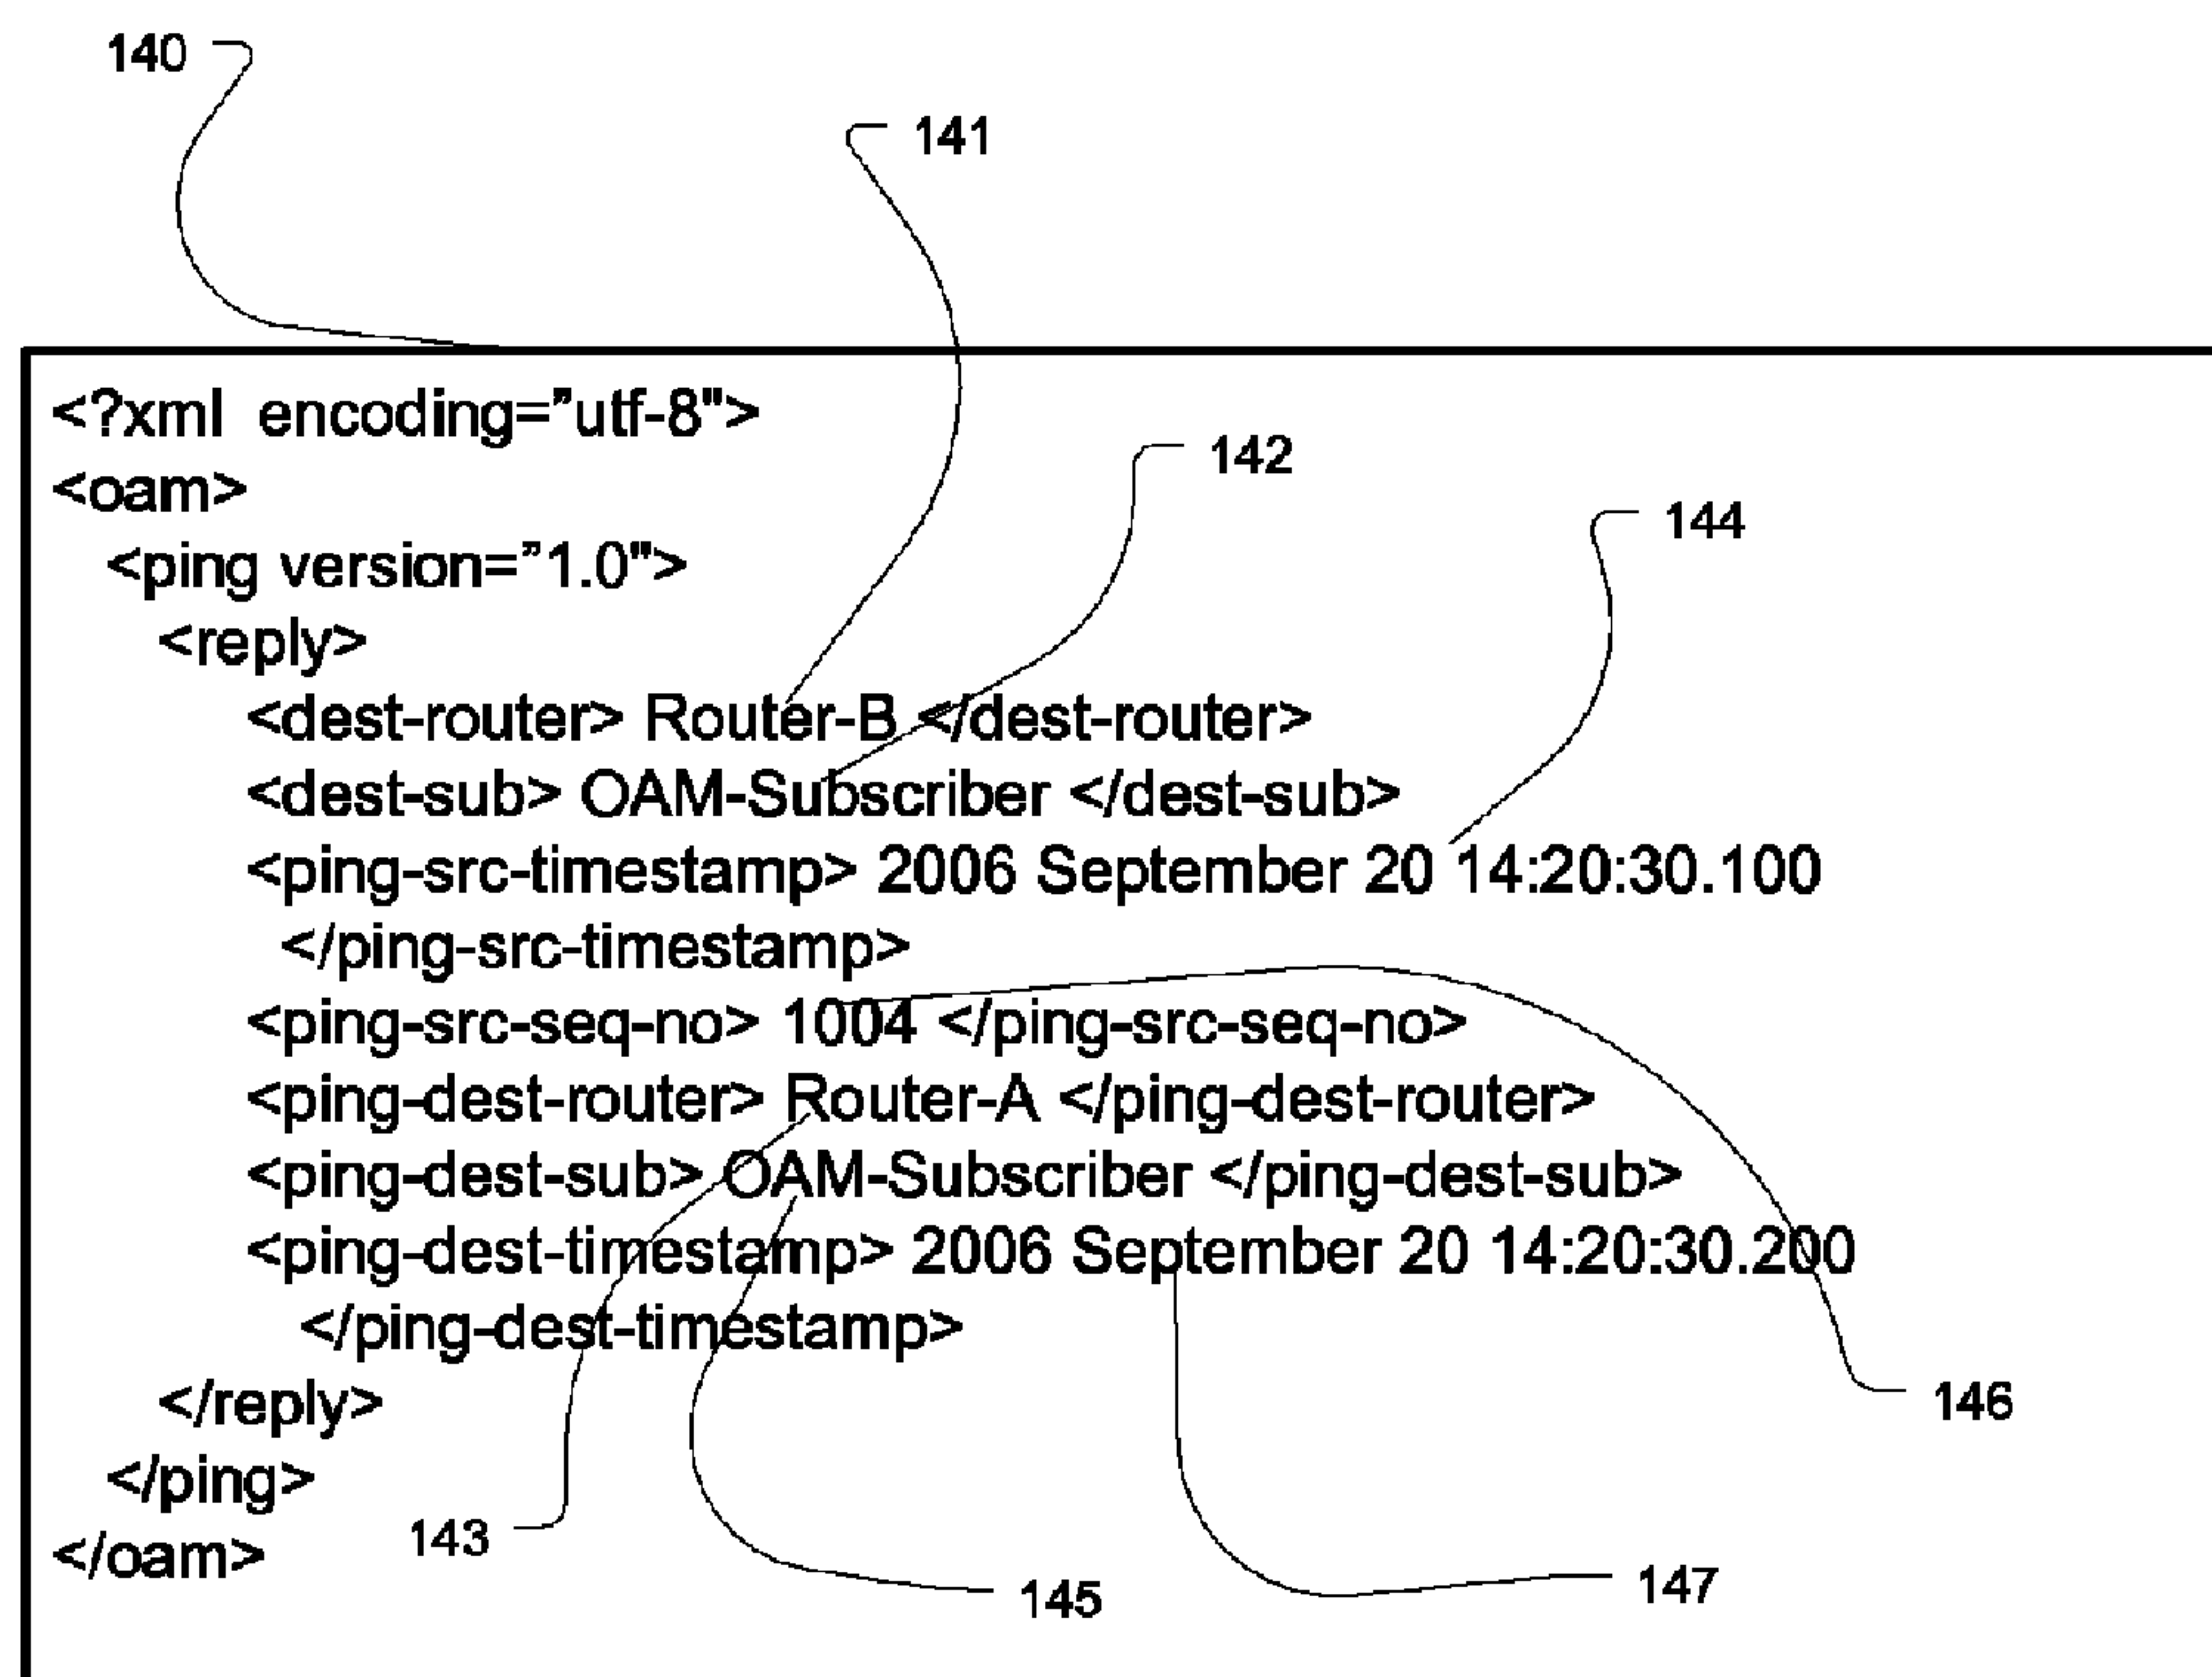 140
141
<?xml encoding=”utf-8">
142
<oam>
144
<ping version=”1.0">
<reply>
<dest-router> Router-B </dest-router>
<dest-sub> OAM-Subscriber </dest-sub>
<ping-src-timestamp> 2006 September 20 14:20:30.100
</ping-src-timestamp>
<ping-src-seq-no> 1004 </ping-src-seq-no>
<ping-dest-router> Router-A </ping-dest-router>
<ping-dest-sub> OAM-Subscriber </ping-dest-sub>
<ping-dest-timestamp> 2006 September 20 14:20:30.200
</ping-dest-timestamp>
</reply>
146
</ping>
143
</oam>
145
147